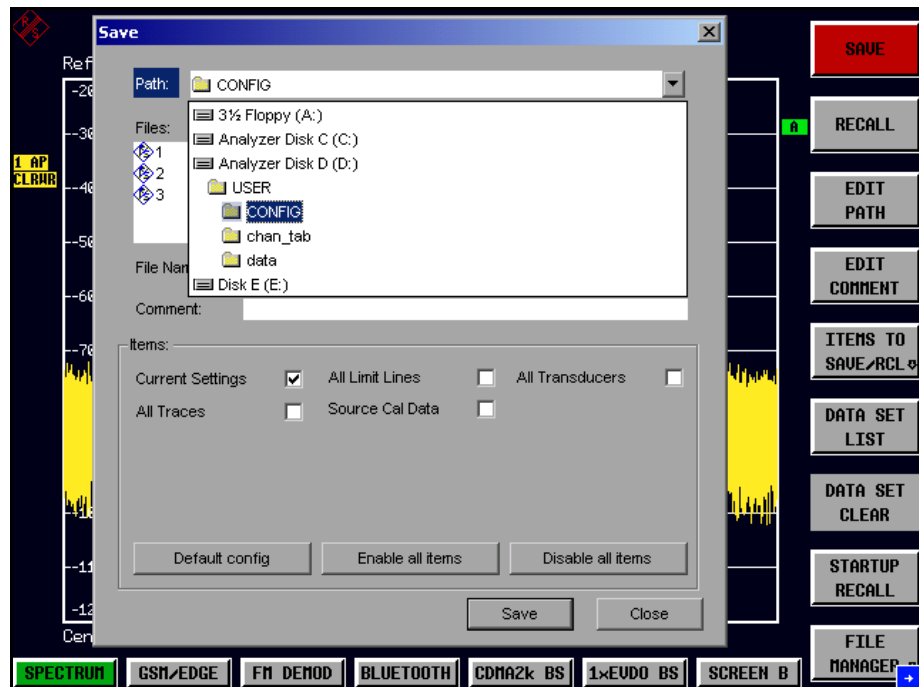 R
S
Save
Ref
Path:
CONFIG
3½ Floppy (A:)
Analyzer Disk C (C:)
Analyzer Disk D (D:)
USER
CONFIG
chan_tab
data
Disk E (E:)
Files:
1
2
3
File Nam
Comment:
Items:
Current Settings
All Limit Lines
All Transducers
All Traces
Source Cal Data
Default config
Enable all items
Disable all items
Save
Close
1 AP
CLRWR
-20
-30
-40
-50
-60
-70
-11
-12
Cen
A
SAVE
RECALL
EDIT
PATH
EDIT
COMMENT
ITEMS TO
SAVE/RCL
DATA SET
LIST
DATA SET
CLEAR
STARTUP
RECALL
FILE
MANAGER
SPECTRUM
GSM/EDGE
FM DEMOD
BLUETOOTH
CDMA2k BS
1xEVDO BS
SCREEN B